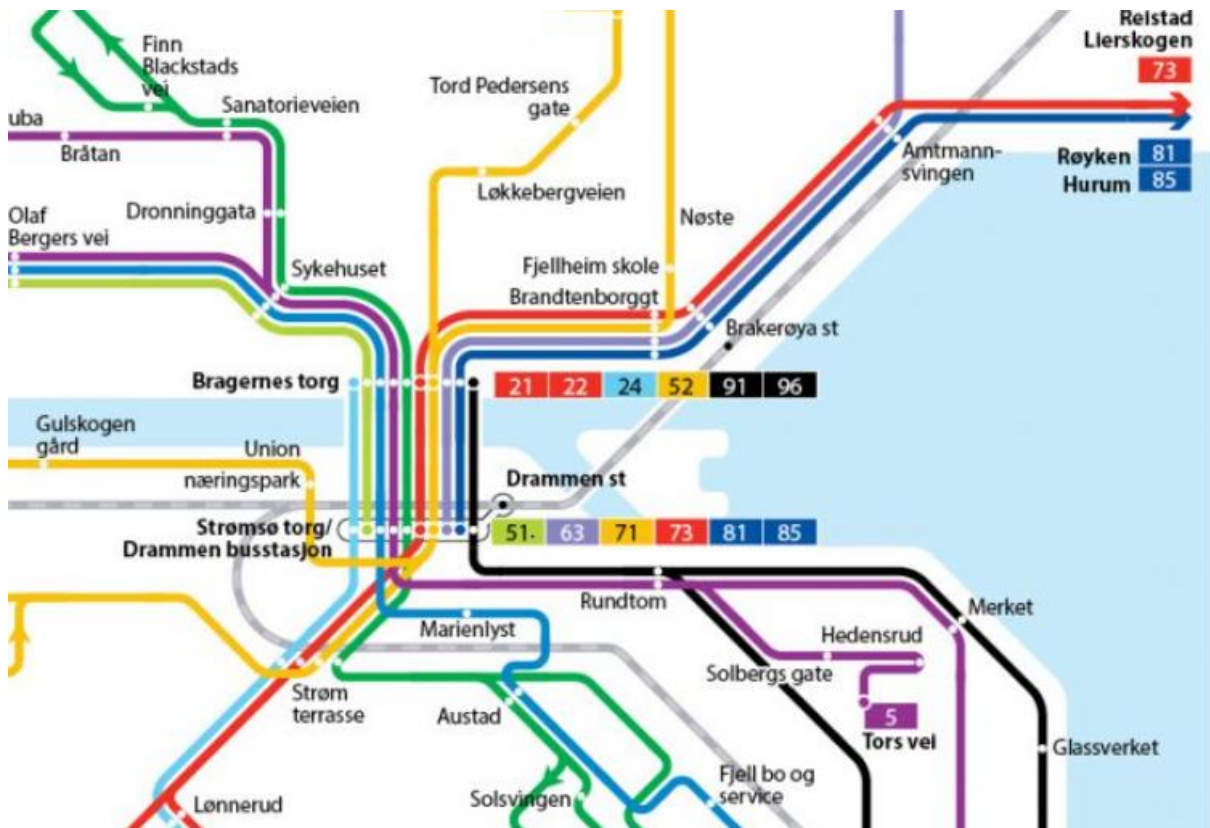 Reistad
Lierskogen
73
Finn
Blackstads
vei
Tord Pedersens
gate
Sanatorieveien
uba
Bråtan
Amtmann-
svingen
Røyken 81
Hurum 85
Løkkebergveien
Dronninggata
Olaf
Bergers vei
Nøste
Sykehuset
Fjellheim skole
Brandtenborggt
Brakerøya st
Bragernes torg
21 22 24 52 91 96
Gulskogen
gård
Union
næringspark
Drammen st
Strømsø torg/
Drammen busstasjon
51. 63 71 73 81 85
Rundtom
Merket
Marienlyst
Hedensrud
Solbergs gate
Strøm
terrasse
Austad
5
Tors vei
Glassverket
Fjell bo og
service
Solsvingen
Lønnerud